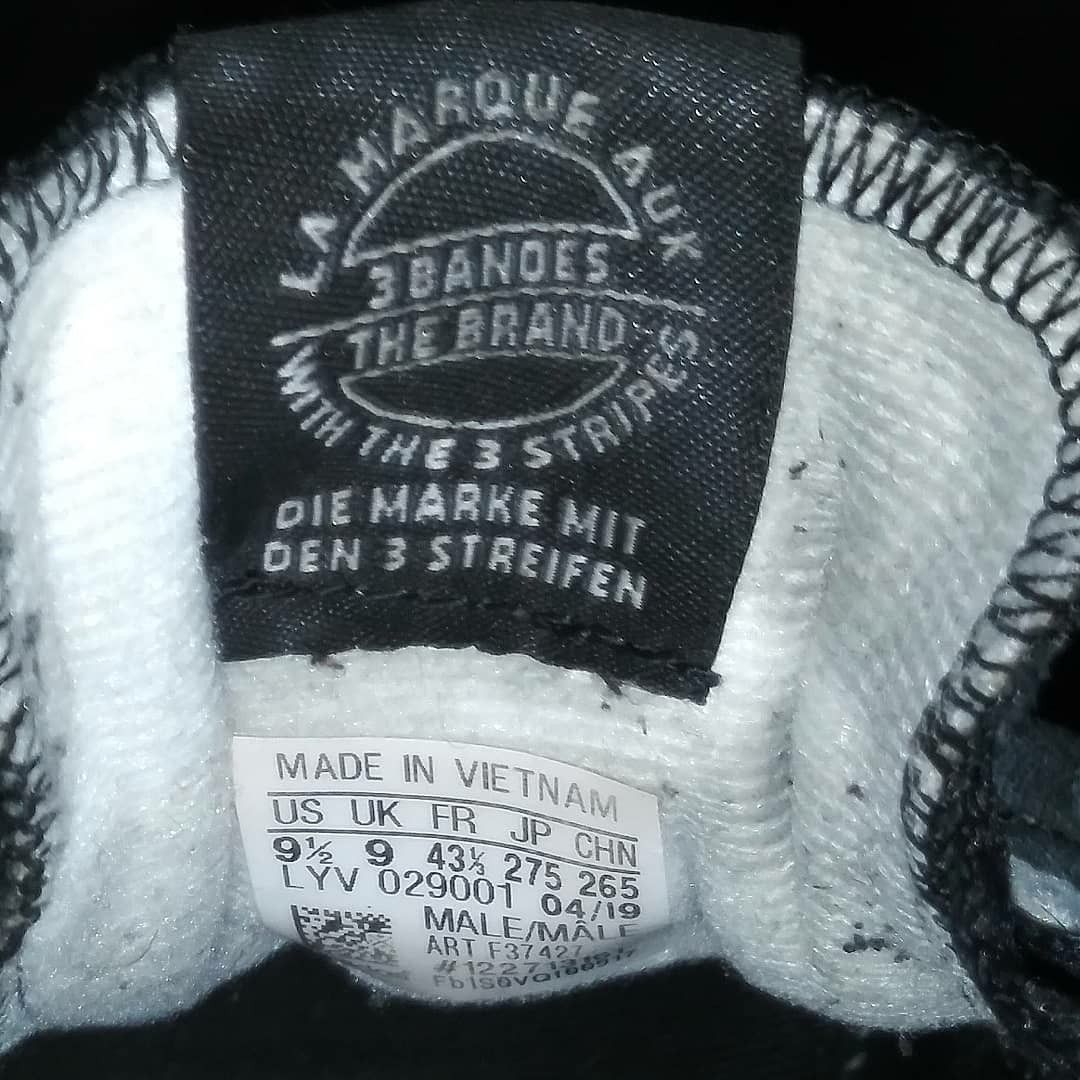 LA MARQUE AUX
3 BANDES
THE BRAND
WITH THE 3 STRIPES
DIE MARKE MIT
DEN 3 STREIFEN
MADE IN VIETNAM
US UK FR JP CHN
9½ 9 43⅓ 275 265
LYV 029001 04/19
MALE/MÂLE
ART F37427